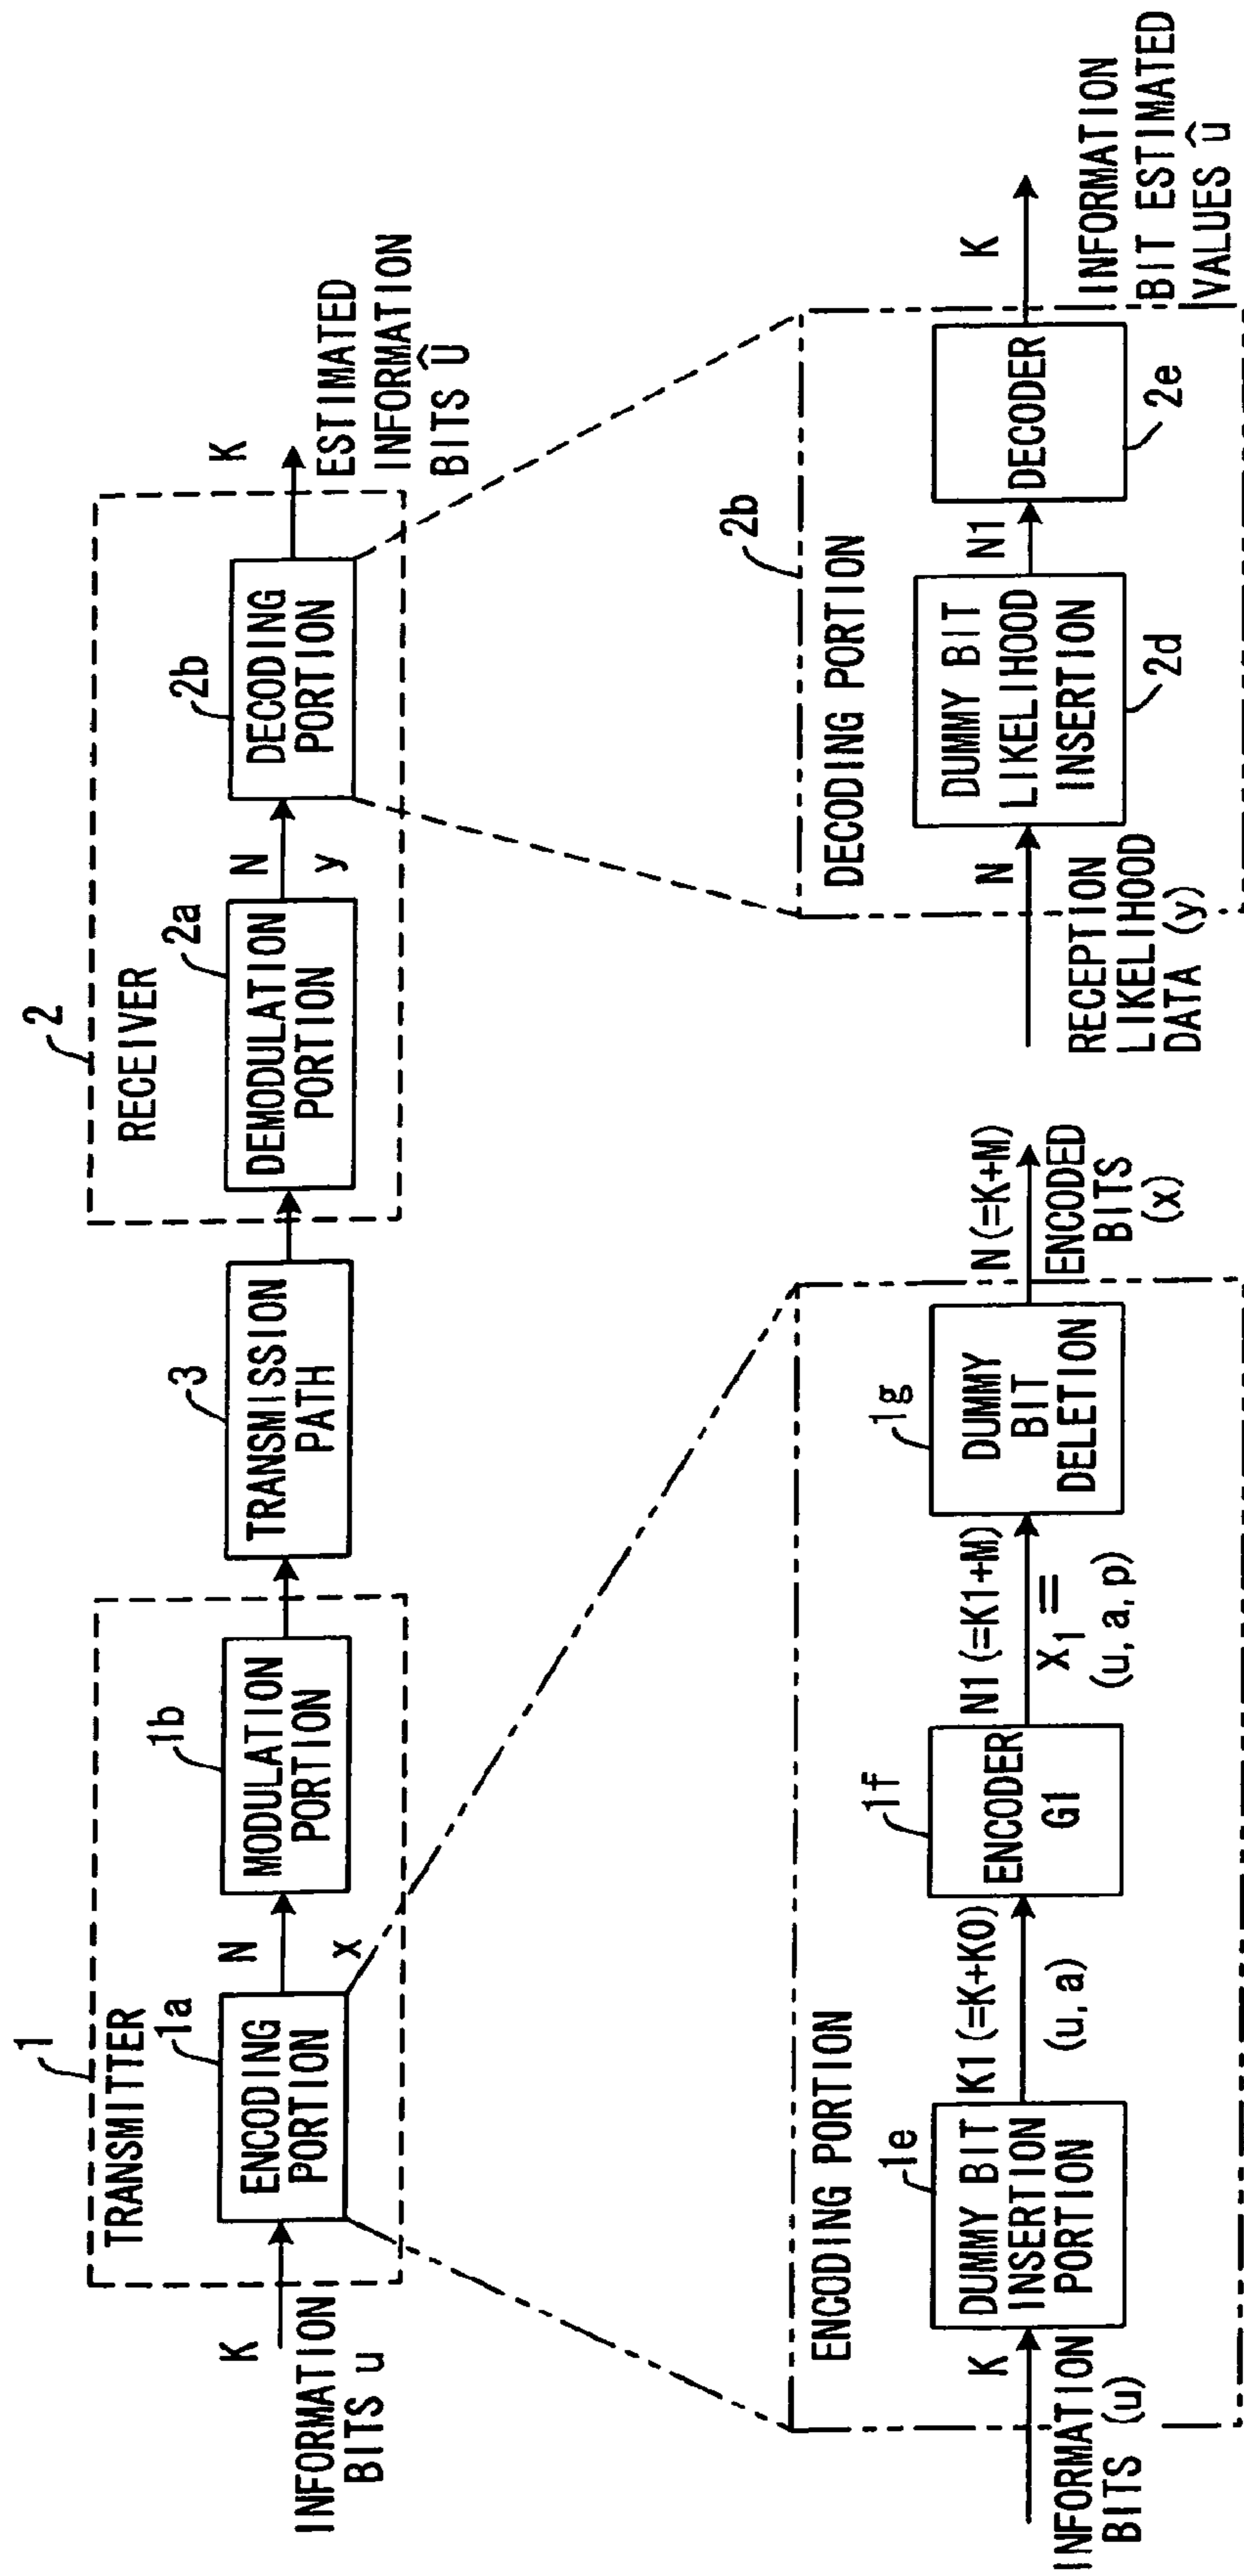 1
TRANSMITTER
K
INFORMATION
BITS u
1a
ENCODING
PORTION
N
x
1b
MODULATION
PORTION
3
TRANSMISSION
PATH
2
RECEIVER
2a
DEMODULATION
PORTION
N
y
2b
DECODING
PORTION
K
ESTIMATED
INFORMATION
BITS Û
ENCODING PORTION
K
INFORMATION
BITS (u)
1e
DUMMY BIT
INSERTION
PORTION
K1 (=K+K0)
(u, a)
1f
ENCODER
G1
N1 (=K1+M)
X₁ =
(u, a, p)
1g
DUMMY
BIT
DELETION
N (=K+M)
ENCODED
BITS
(x)
2b
DECODING PORTION
N
RECEPTION
LIKELIHOOD
DATA (y)
DUMMY BIT
LIKELIHOOD
INSERTION
2d
N1
DECODER
2e
K
INFORMATION
BIT ESTIMATED
VALUES û